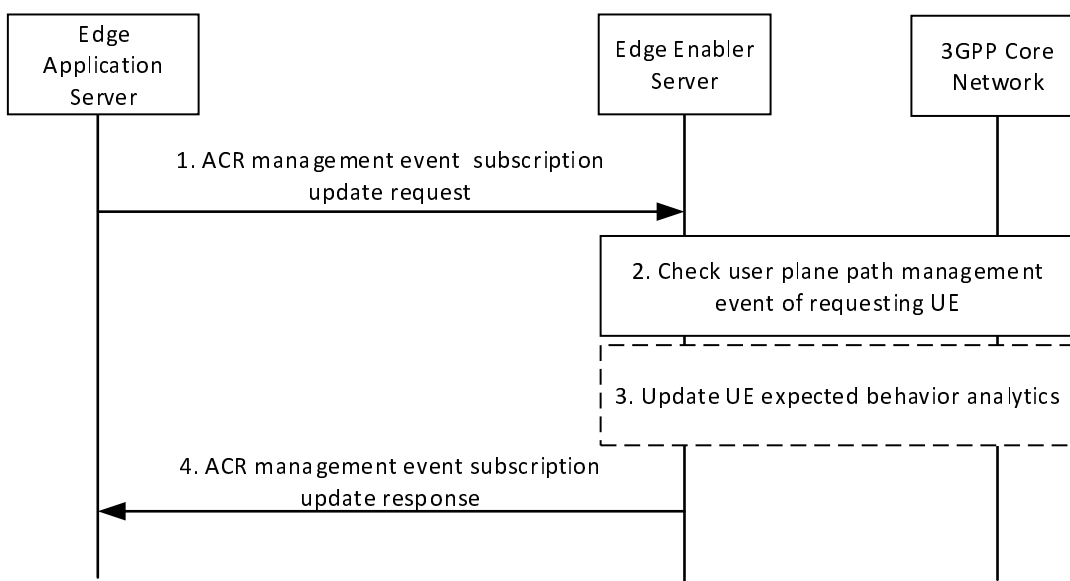 Edge
Application
Server
Edge Enabler
Server
3GPP Core
Network
1. ACR management event subscription
update request
2. Check user plane path management
event of requesting UE
3. Update UE expected behavior analytics
4. ACR management event subscription
update response